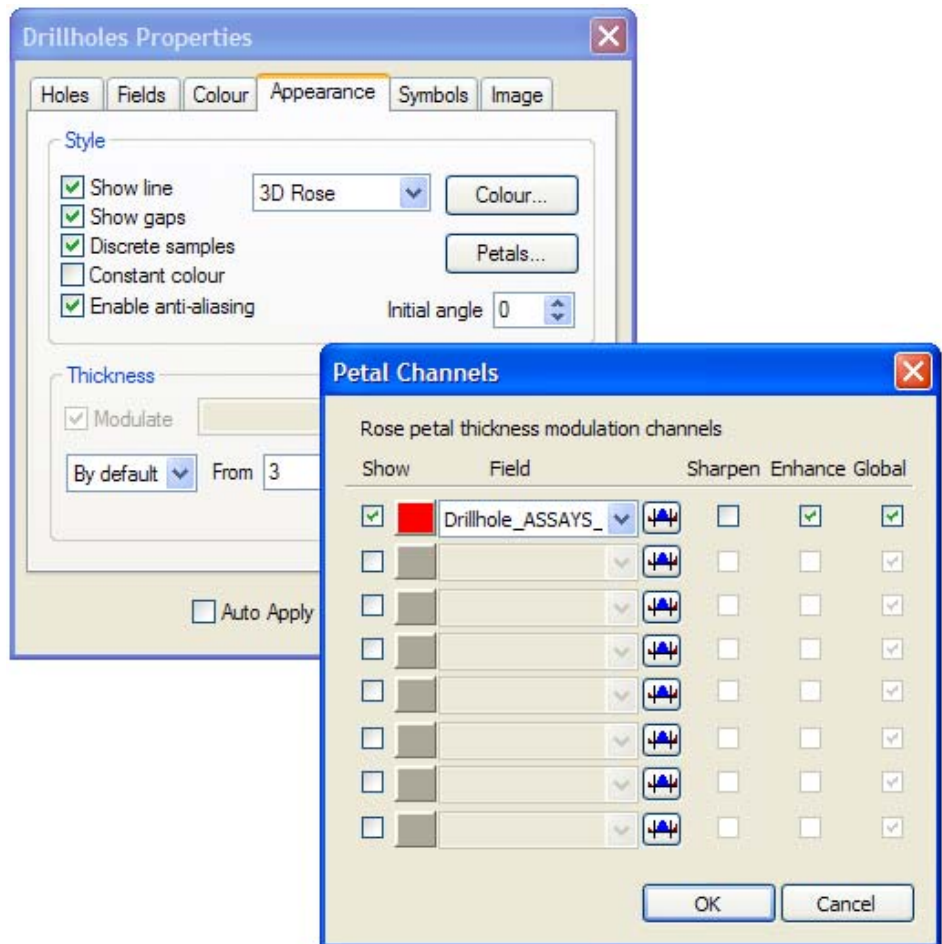 Drillholes Properties
Holes Fields Colour Appearance Symbols Image
Style
Show line 3D Rose Colour...
Show gaps
Discrete samples Petals...
Constant colour
Enable anti-aliasing Initial angle 0
Thickness
Modulate
By default From 3
Auto Apply
Petal Channels
Rose petal thickness modulation channels
Show Field Sharpen Enhance Global
Drillhole_ASSAYS_
OK Cancel